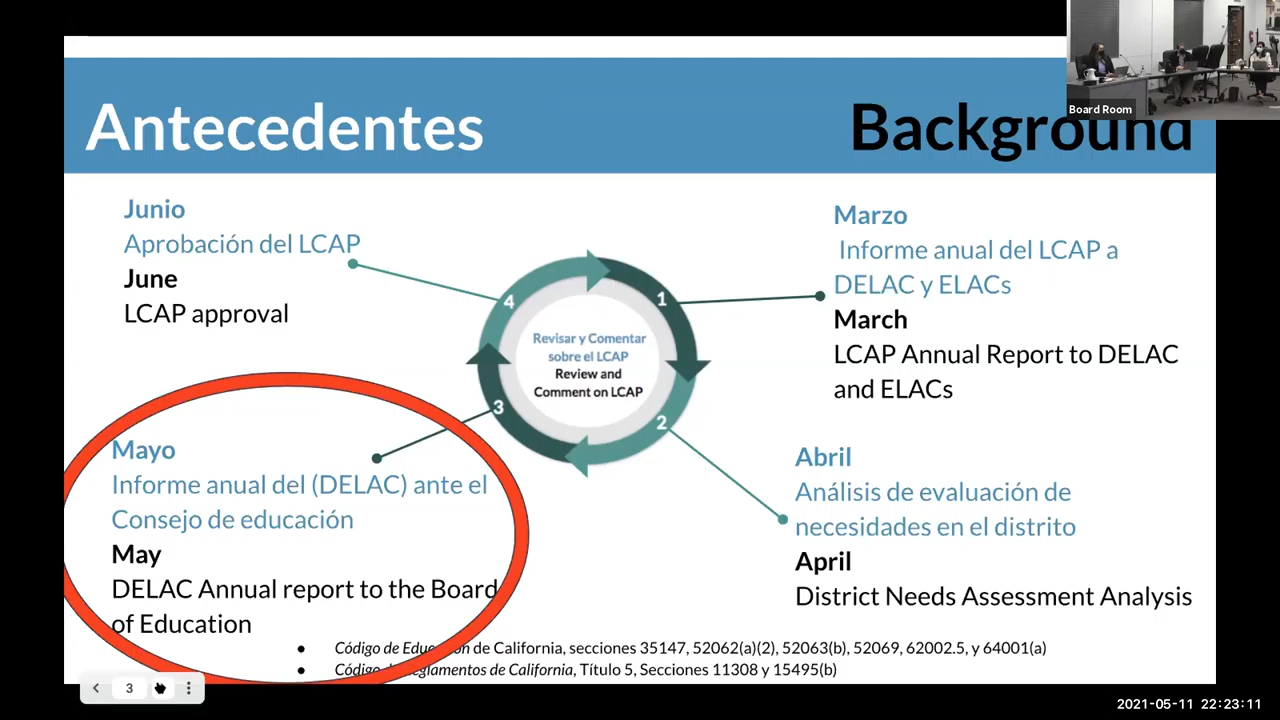 Antecedentes
Background
Board Room
Junio
Aprobación del LCAP
June
LCAP approval
Marzo
Informe anual del LCAP a
DELAC y ELACs
March
LCAP Annual Report to DELAC
and ELACs
1
2
3
4
Revisar y Comentar
sobre el LCAP
Review and
Comment on LCAP
Mayo
Informe anual del (DELAC) ante el
Consejo de educación
May
DELAC Annual report to the Board
of Education
Abril
Análisis de evaluación de
necesidades en el distrito
April
District Needs Assessment Analysis
Código de Educación de California, secciones 35147, 52062(a)(2), 52063(b), 52069, 62002.5, y 64001(a)
Código de Reglamentos de California, Título 5, Secciones 11308 y 15495(b)
3
2021-05-11 22:23:11